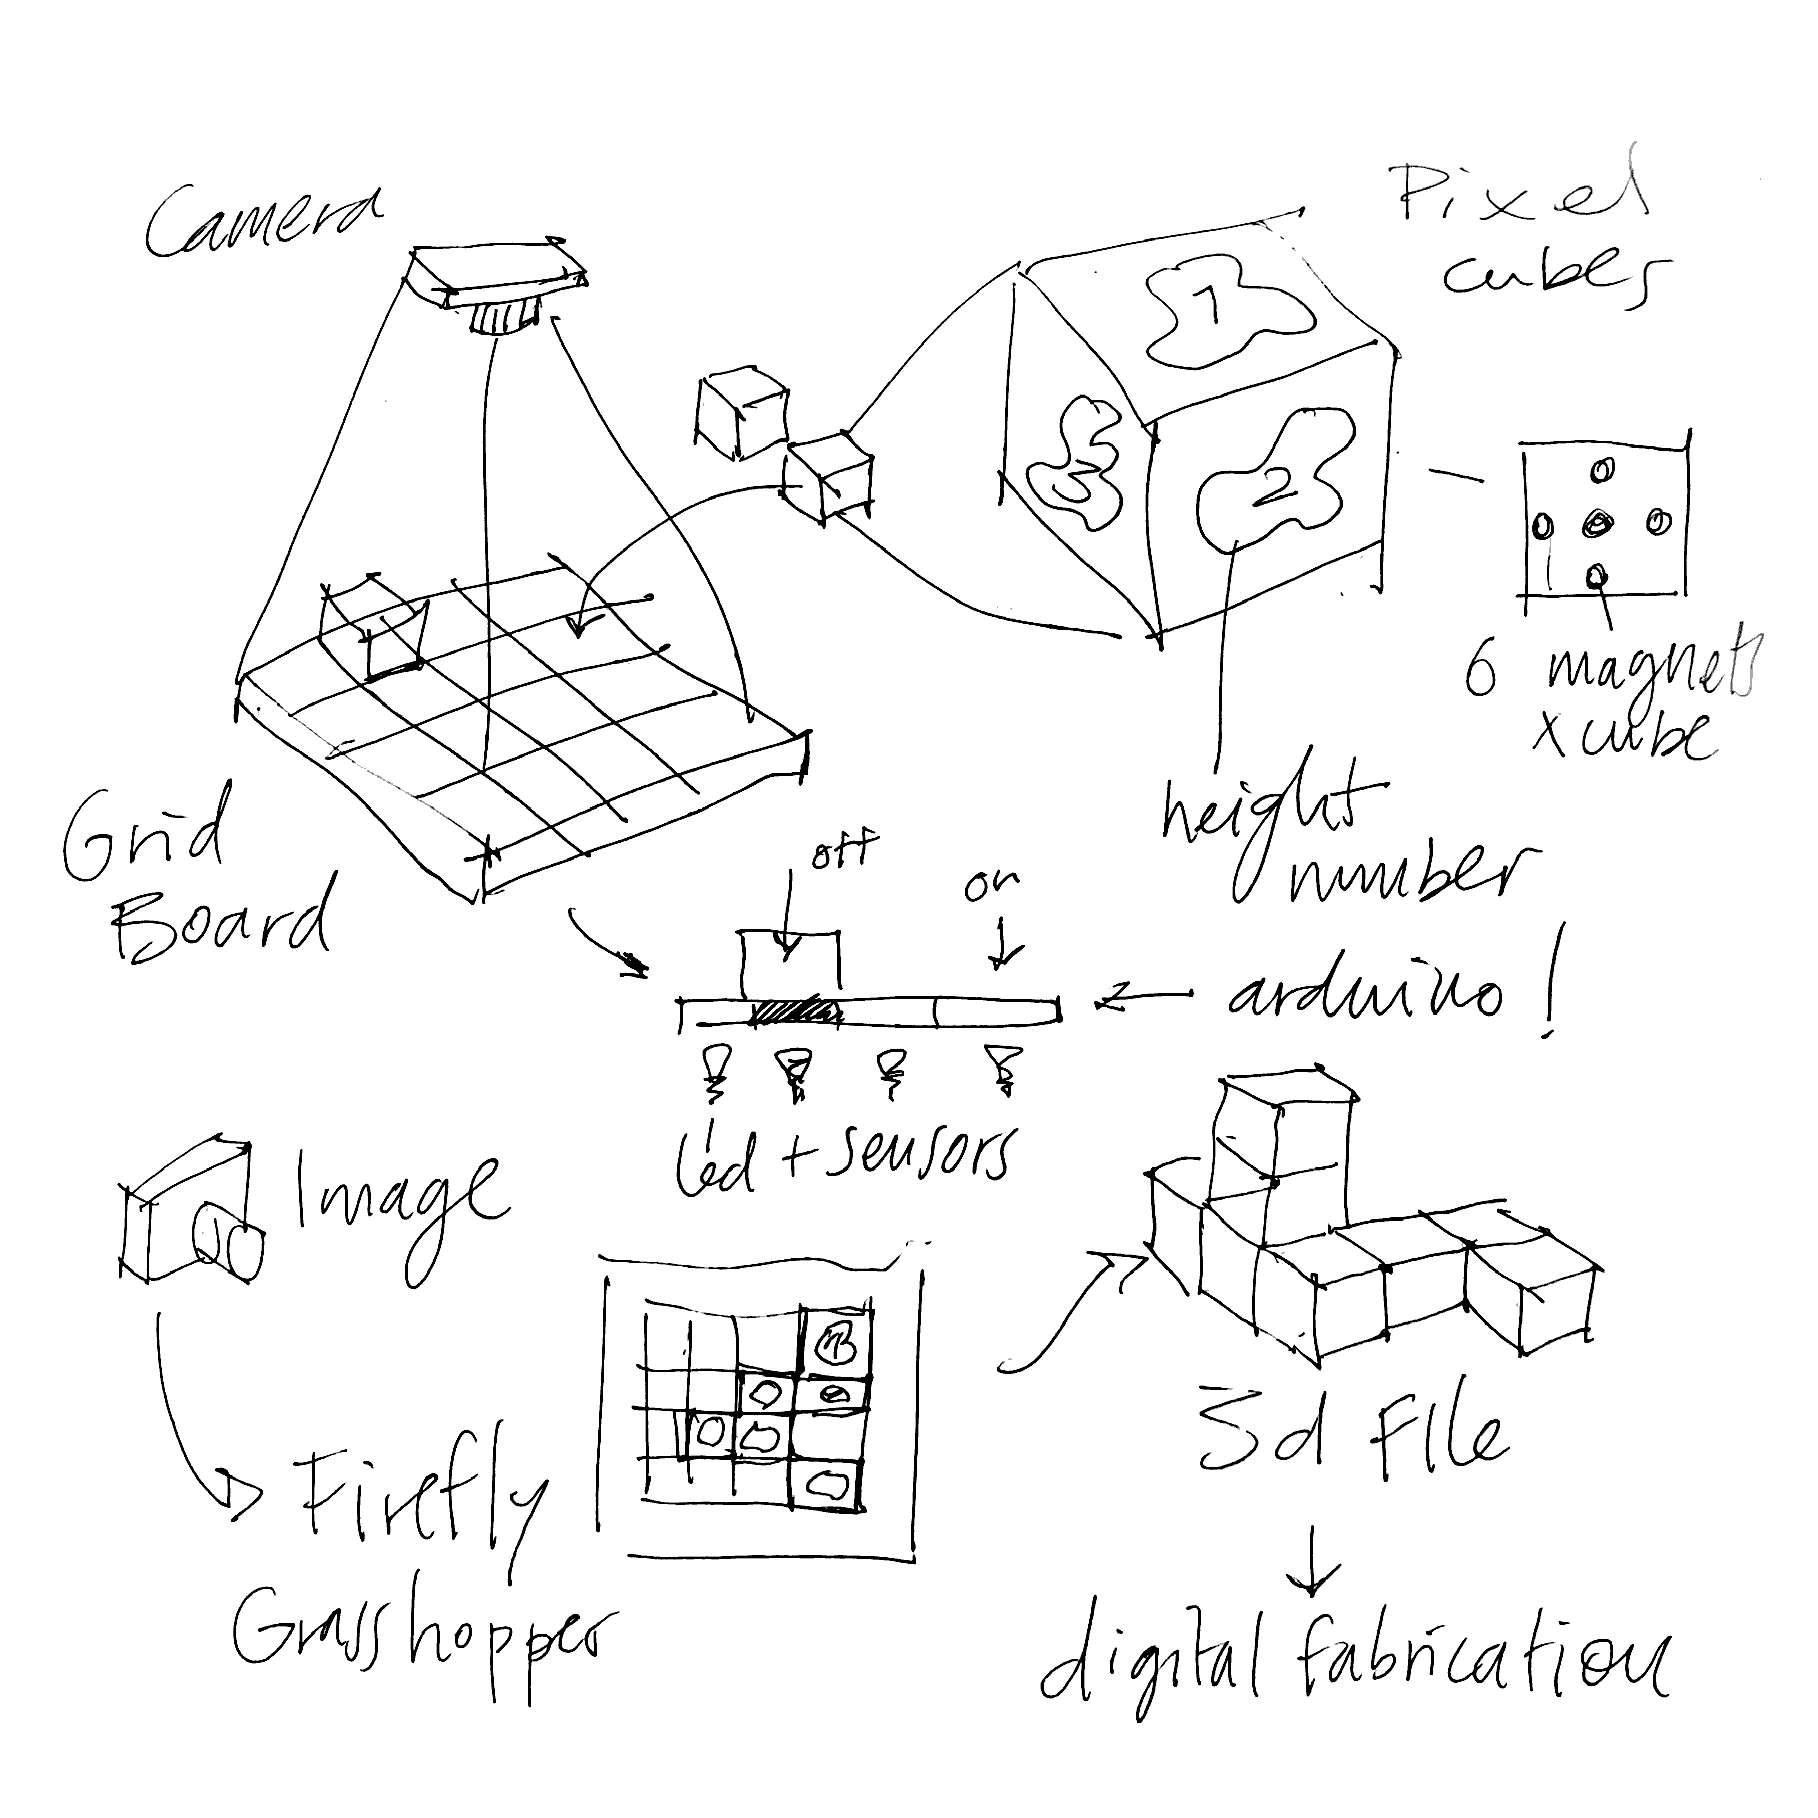 Camera
Pixel
cubes
1
3
2
6 magnets
x cube
height
number
Grid
Board
off
on
arduino!
led + sensors
Image
Firefly
Grasshopper
3d File
digital fabrication